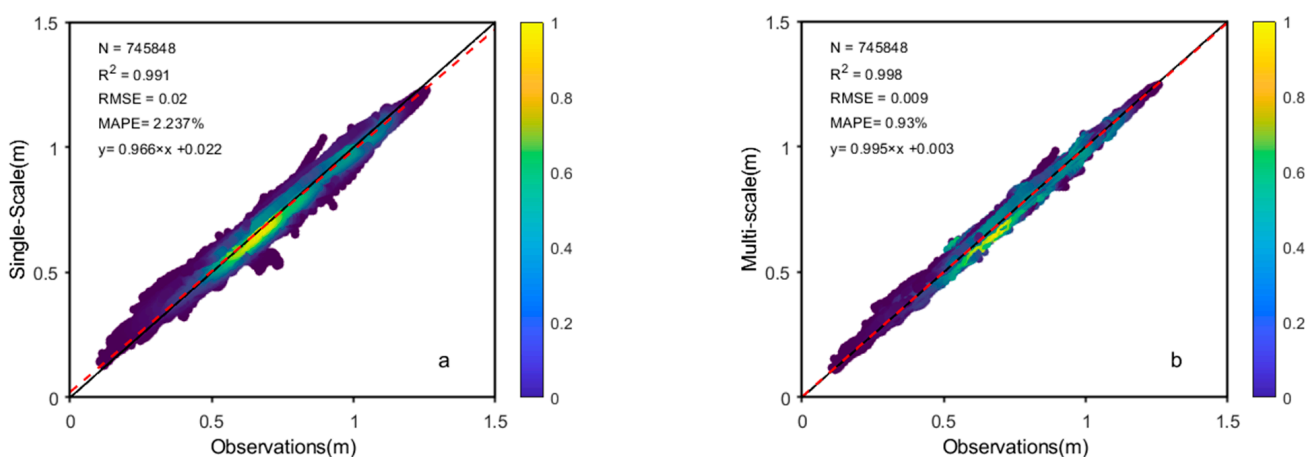 1.5
1
0.5
0
0
0.5
1
1.5
Single-Scale(m)
Observations(m)
N = 745848
R² = 0.991
RMSE = 0.02
MAPE= 2.237%
y= 0.966×x +0.022
a
1
0.8
0.6
0.4
0.2
0
1.5
1
0.5
0
0
0.5
1
1.5
Multi-scale(m)
Observations(m)
N = 745848
R² = 0.998
RMSE = 0.009
MAPE= 0.93%
y= 0.995×x +0.003
b
1
0.8
0.6
0.4
0.2
0